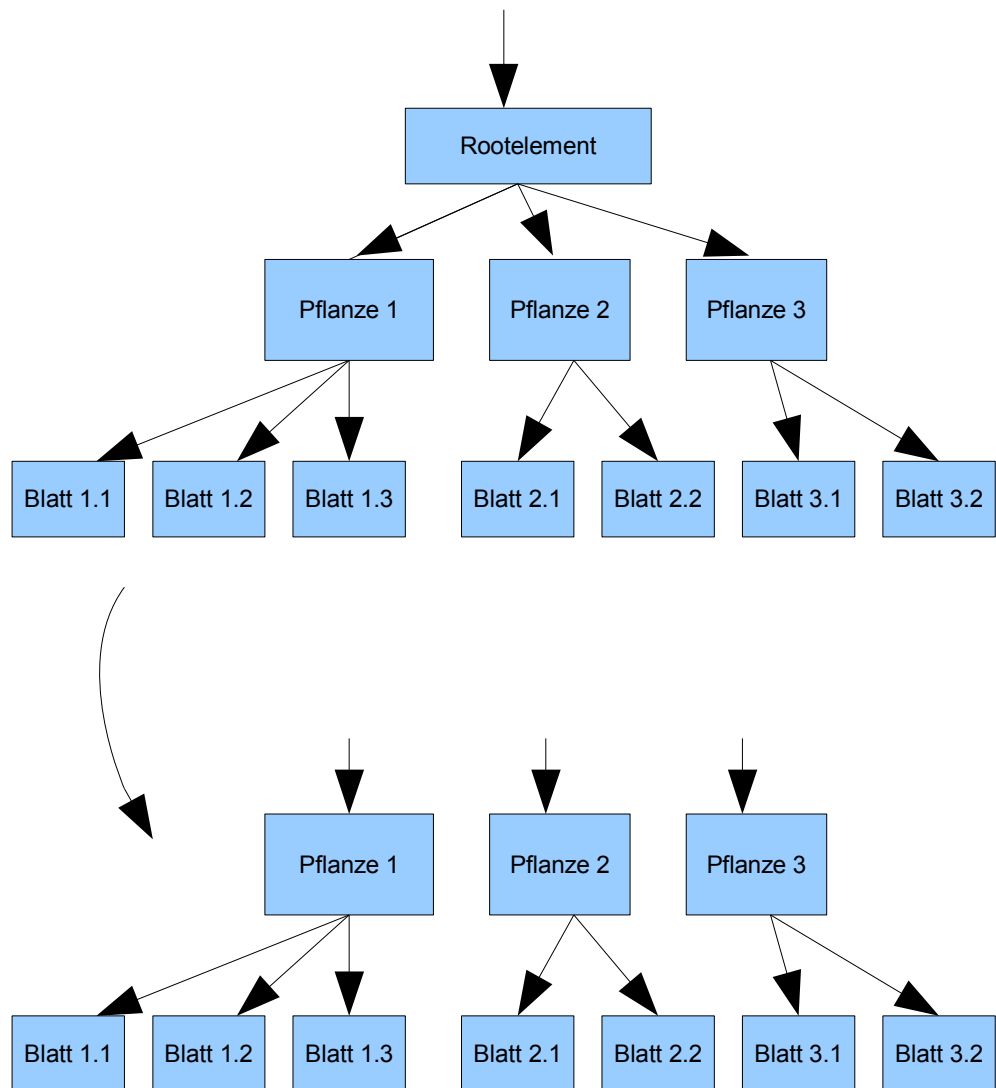 Rootelement
Pflanze 1
Pflanze 2
Pflanze 3
Blatt 1.1
Blatt 1.2
Blatt 1.3
Blatt 2.1
Blatt 2.2
Blatt 3.1
Blatt 3.2
Pflanze 1
Pflanze 2
Pflanze 3
Blatt 1.1
Blatt 1.2
Blatt 1.3
Blatt 2.1
Blatt 2.2
Blatt 3.1
Blatt 3.2